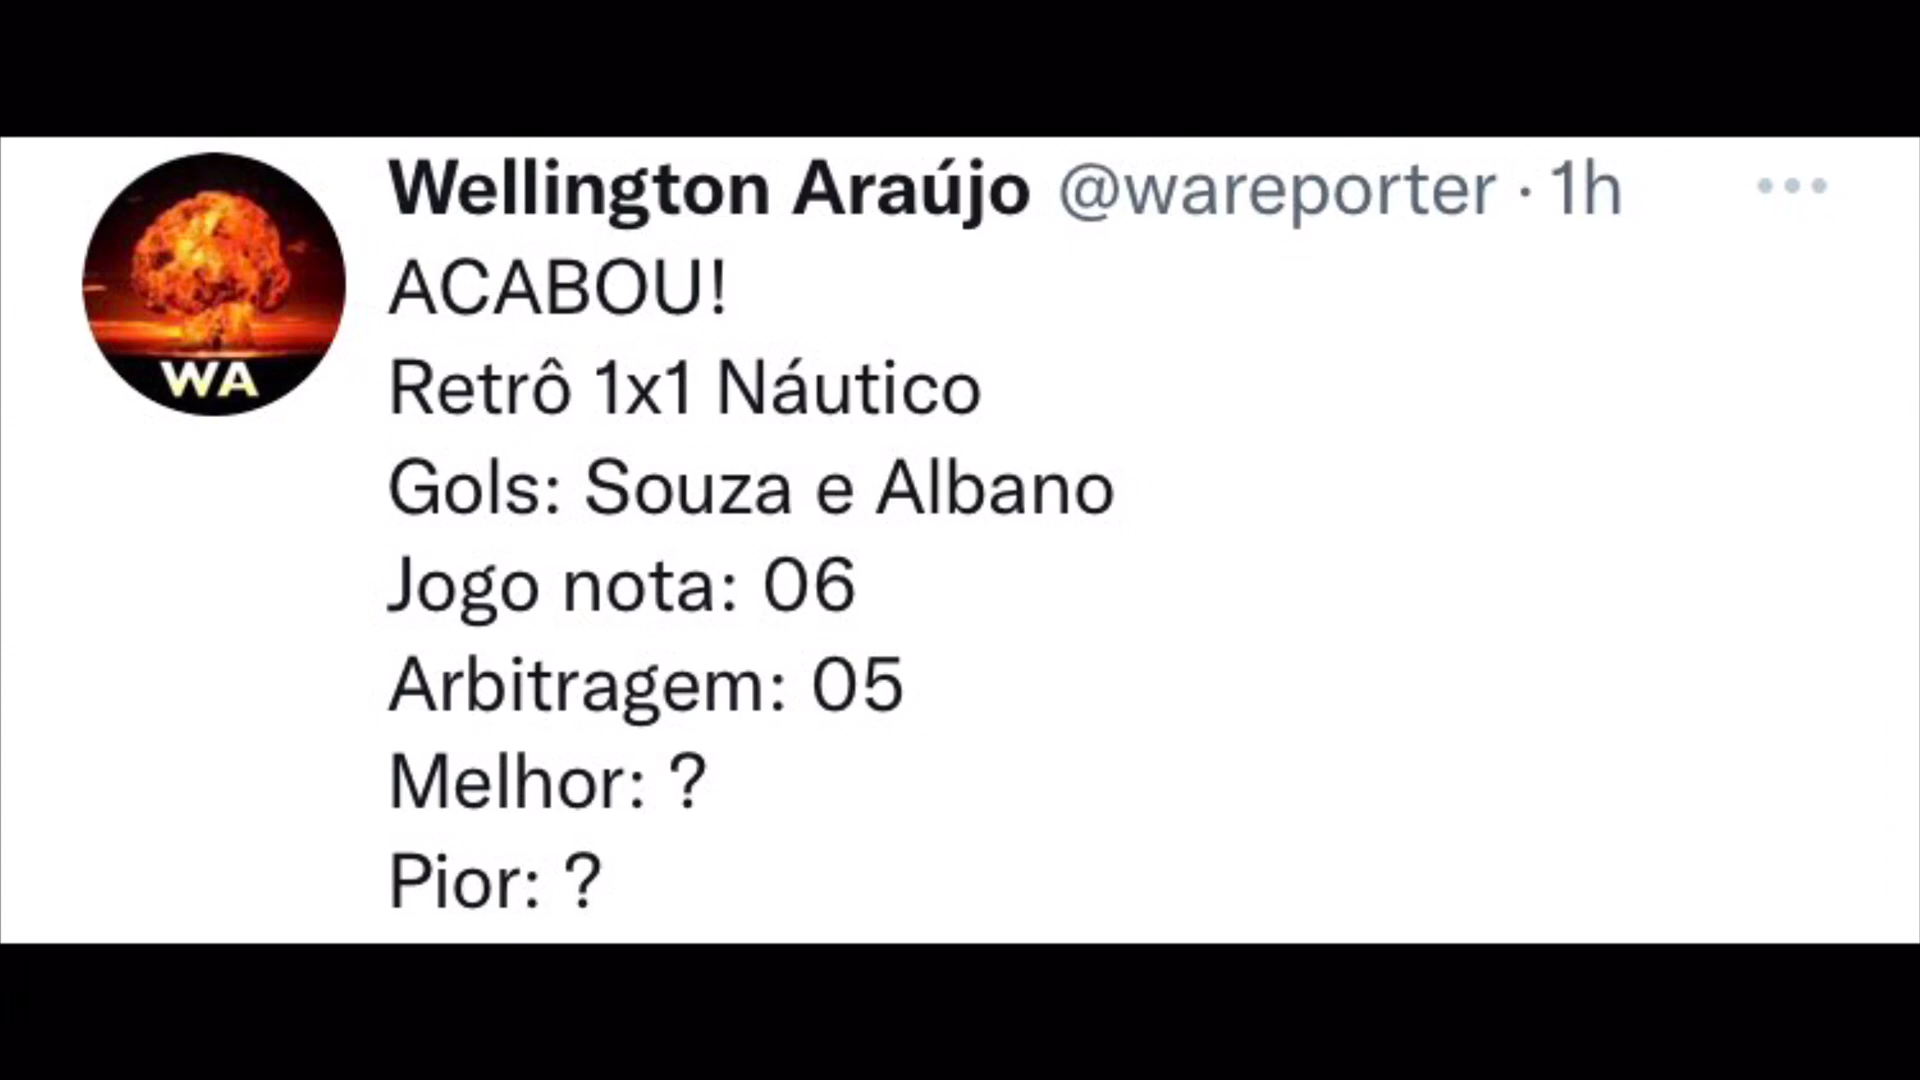 Wellington Araújo @wareporter · 1h
ACABOU!
Retrô 1x1 Náutico
Gols: Souza e Albano
Jogo nota: 06
Arbitragem: 05
Melhor: ?
Pior: ?
WA